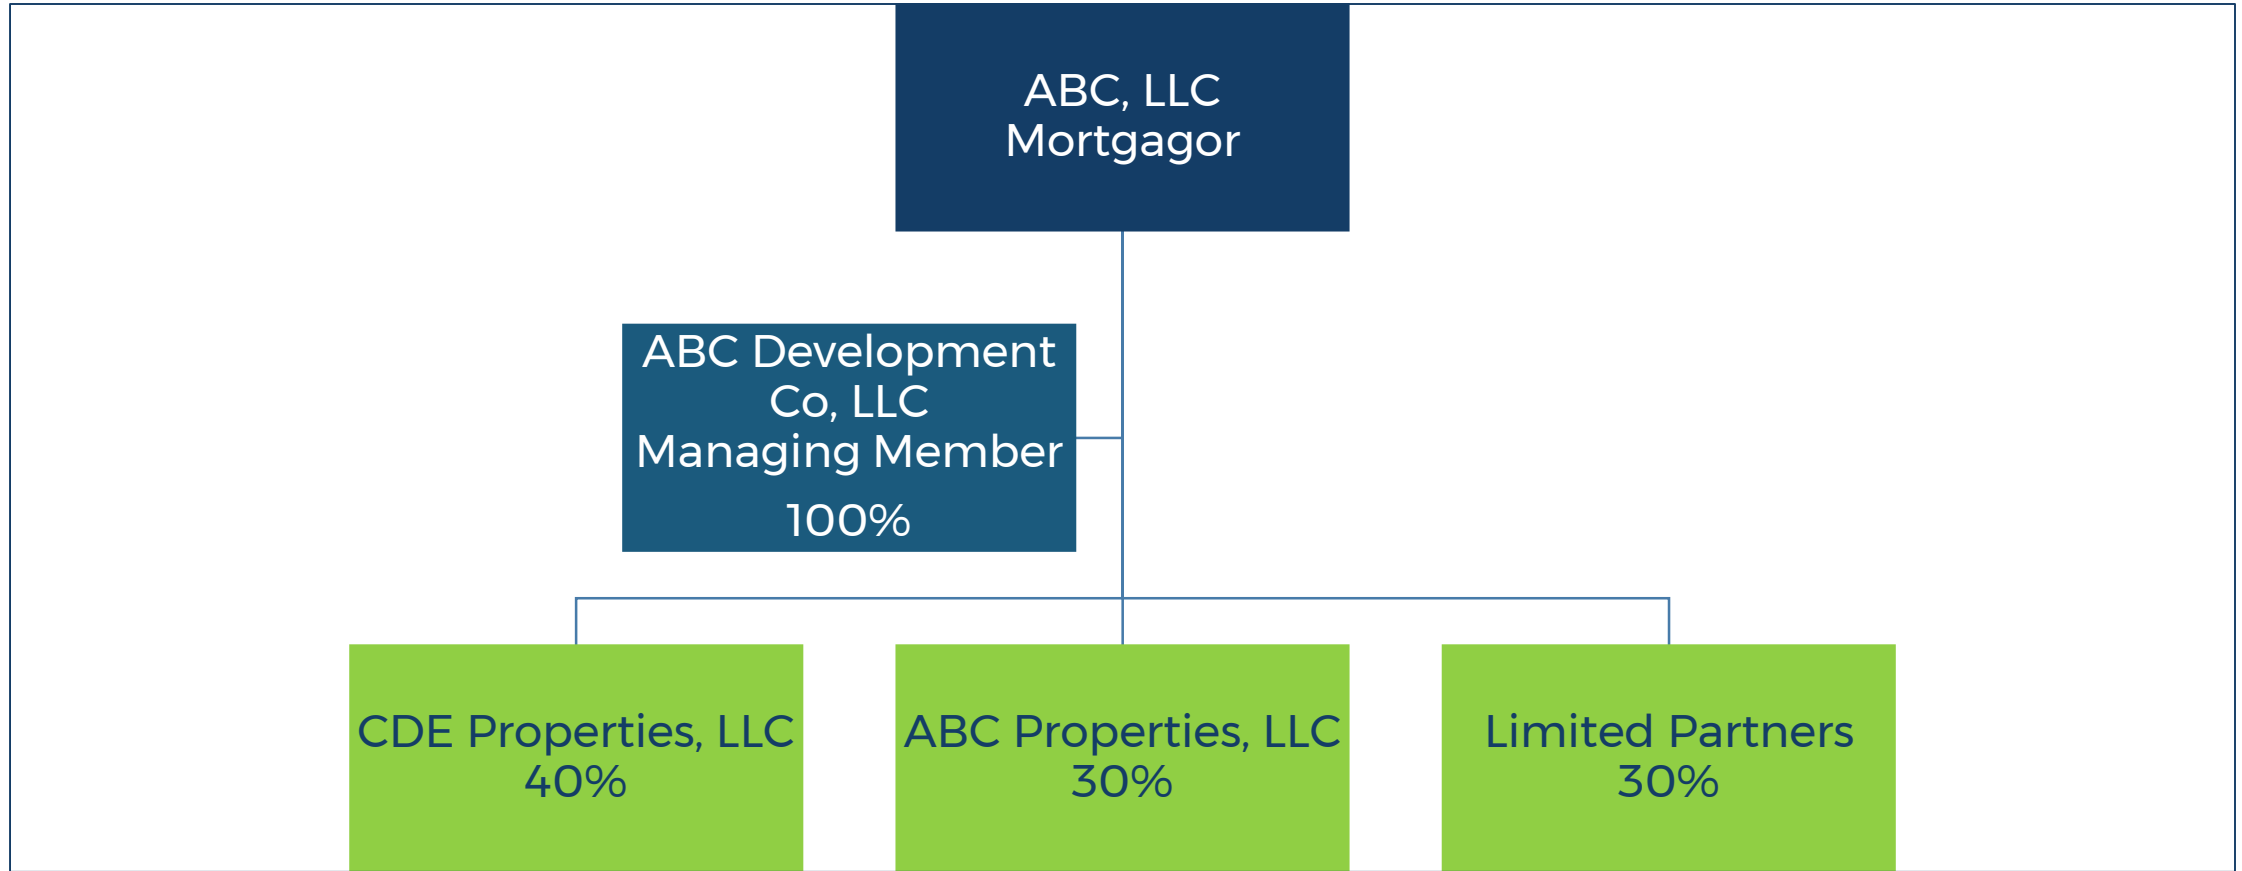 ABC, LLC
Mortgagor
ABC Development
Co, LLC
Managing Member
100%
CDE Properties, LLC
40%
ABC Properties, LLC
30%
Limited Partners
30%